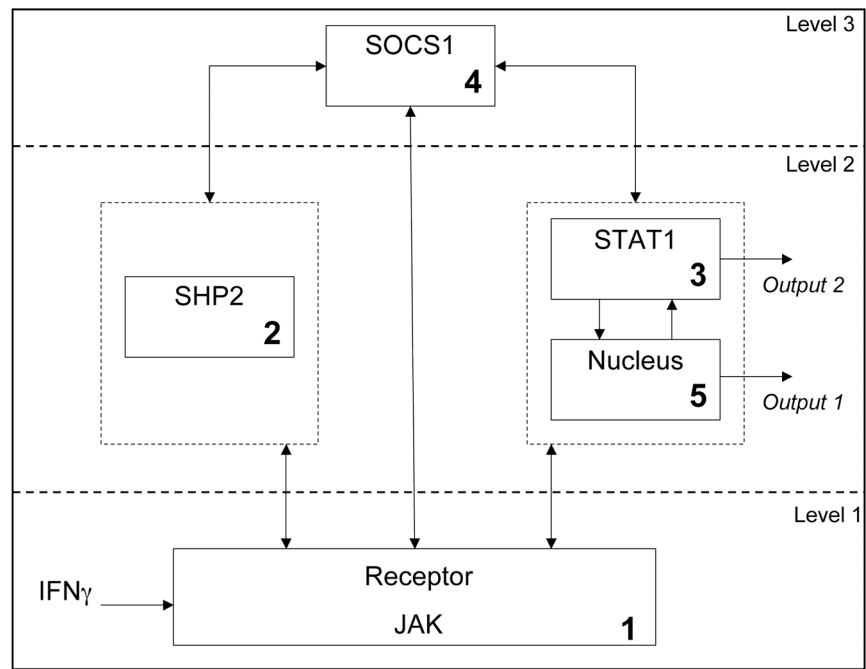 Level 3
SOCS1
4
Level 2
STAT1
3
Output 2
SHP2
2
Nucleus
5
Output 1
Level 1
Receptor
IFNγ
JAK
1